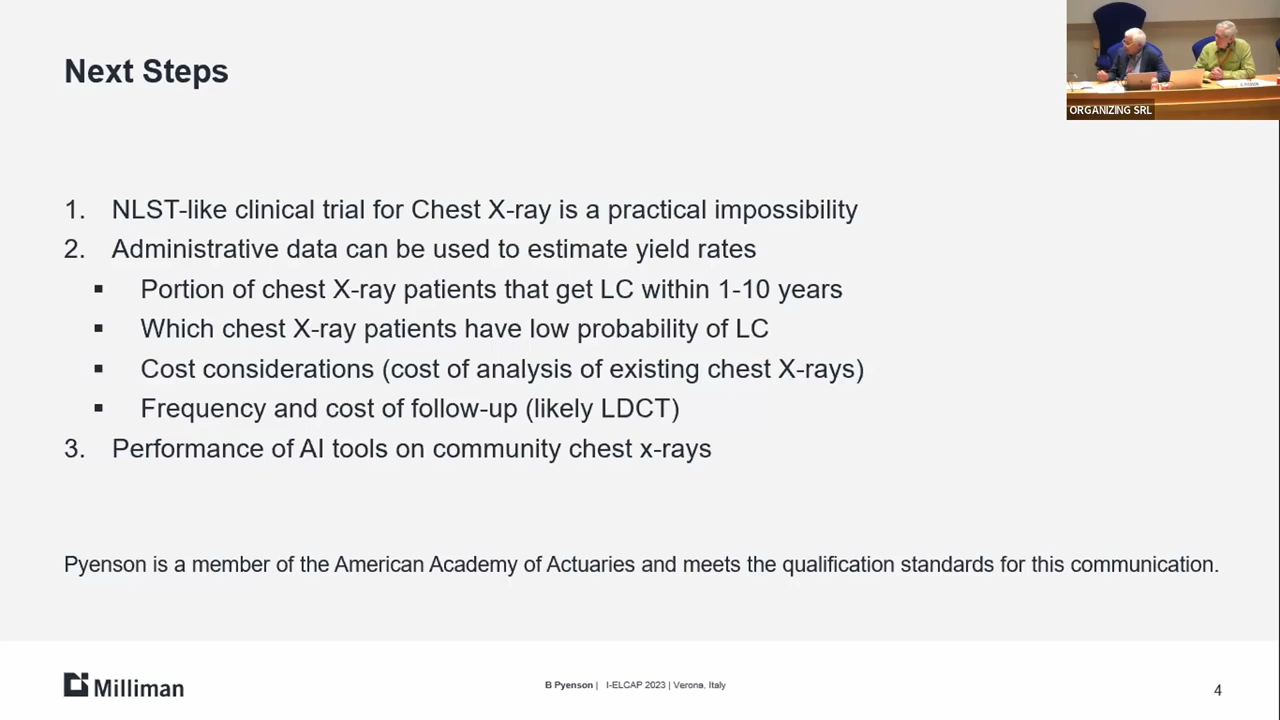 Next Steps
ORGANIZING SRL
1. NLST-like clinical trial for Chest X-ray is a practical impossibility
2. Administrative data can be used to estimate yield rates
▪ Portion of chest X-ray patients that get LC within 1-10 years
▪ Which chest X-ray patients have low probability of LC
▪ Cost considerations (cost of analysis of existing chest X-rays)
▪ Frequency and cost of follow-up (likely LDCT)
3. Performance of AI tools on community chest x-rays
Pyenson is a member of the American Academy of Actuaries and meets the qualification standards for this communication.
Milliman
B Pyenson | I-ELCAP 2023 | Verona, Italy
4